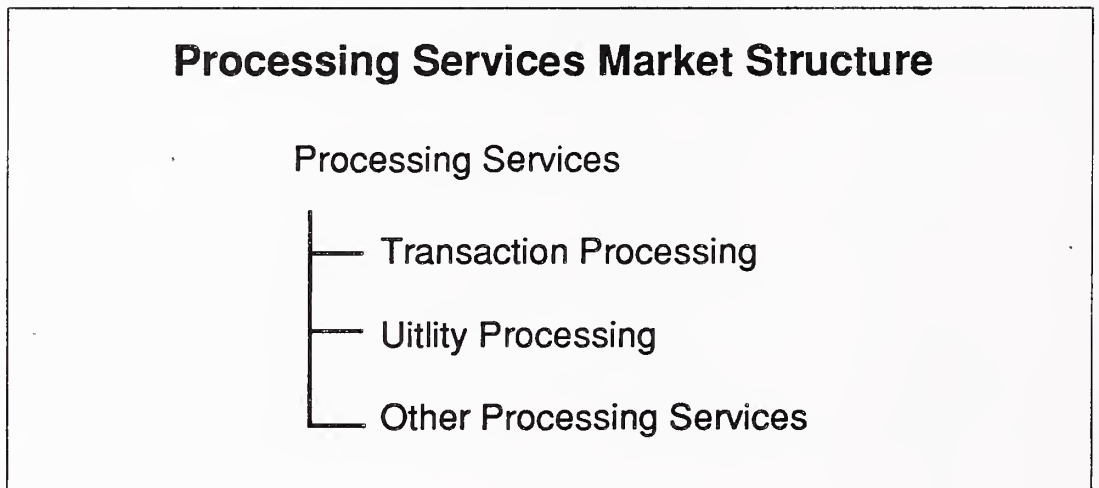 Processing Services Market Structure
Processing Services
Transaction Processing
Uitlity Processing
Other Processing Services